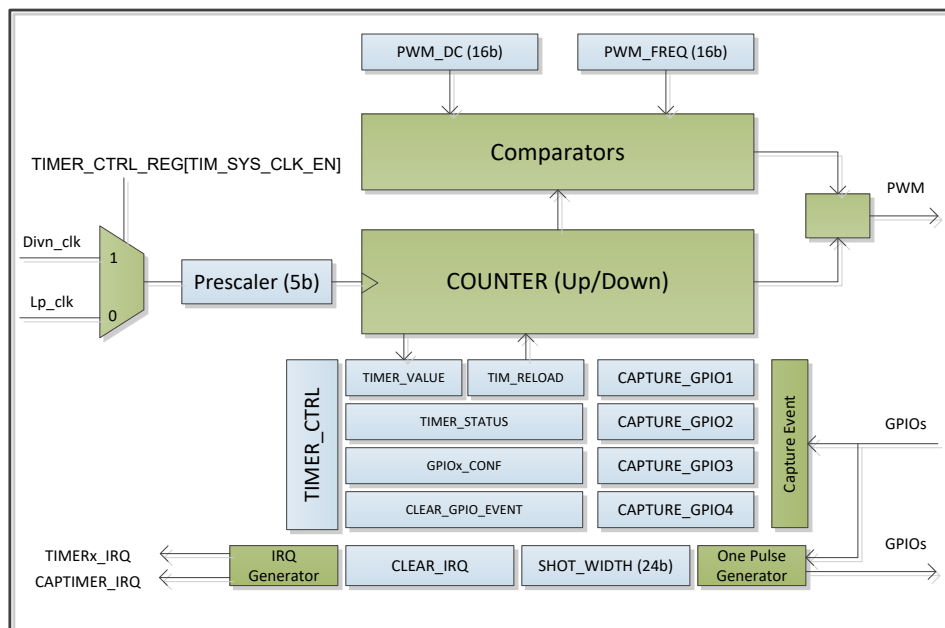 PWM_DC (16b)
PWM_FREQ (16b)
Comparators
TIMER_CTRL_REG[TIM_SYS_CLK_EN]
PWM
Divn_clk
1
Prescaler (5b)
COUNTER (Up/Down)
Lp_clk
0
TIMER_CTRL
TIMER_VALUE
TIM_RELOAD
CAPTURE_GPIO1
TIMER_STATUS
CAPTURE_GPIO2
GPIOx_CONF
CAPTURE_GPIO3
CLEAR_GPIO_EVENT
CAPTURE_GPIO4
Capture Event
GPIOs
TIMERx_IRQ
CAPTIMER_IRQ
IRQ
Generator
CLEAR_IRQ
SHOT_WIDTH (24b)
One Pulse
Generator
GPIOs